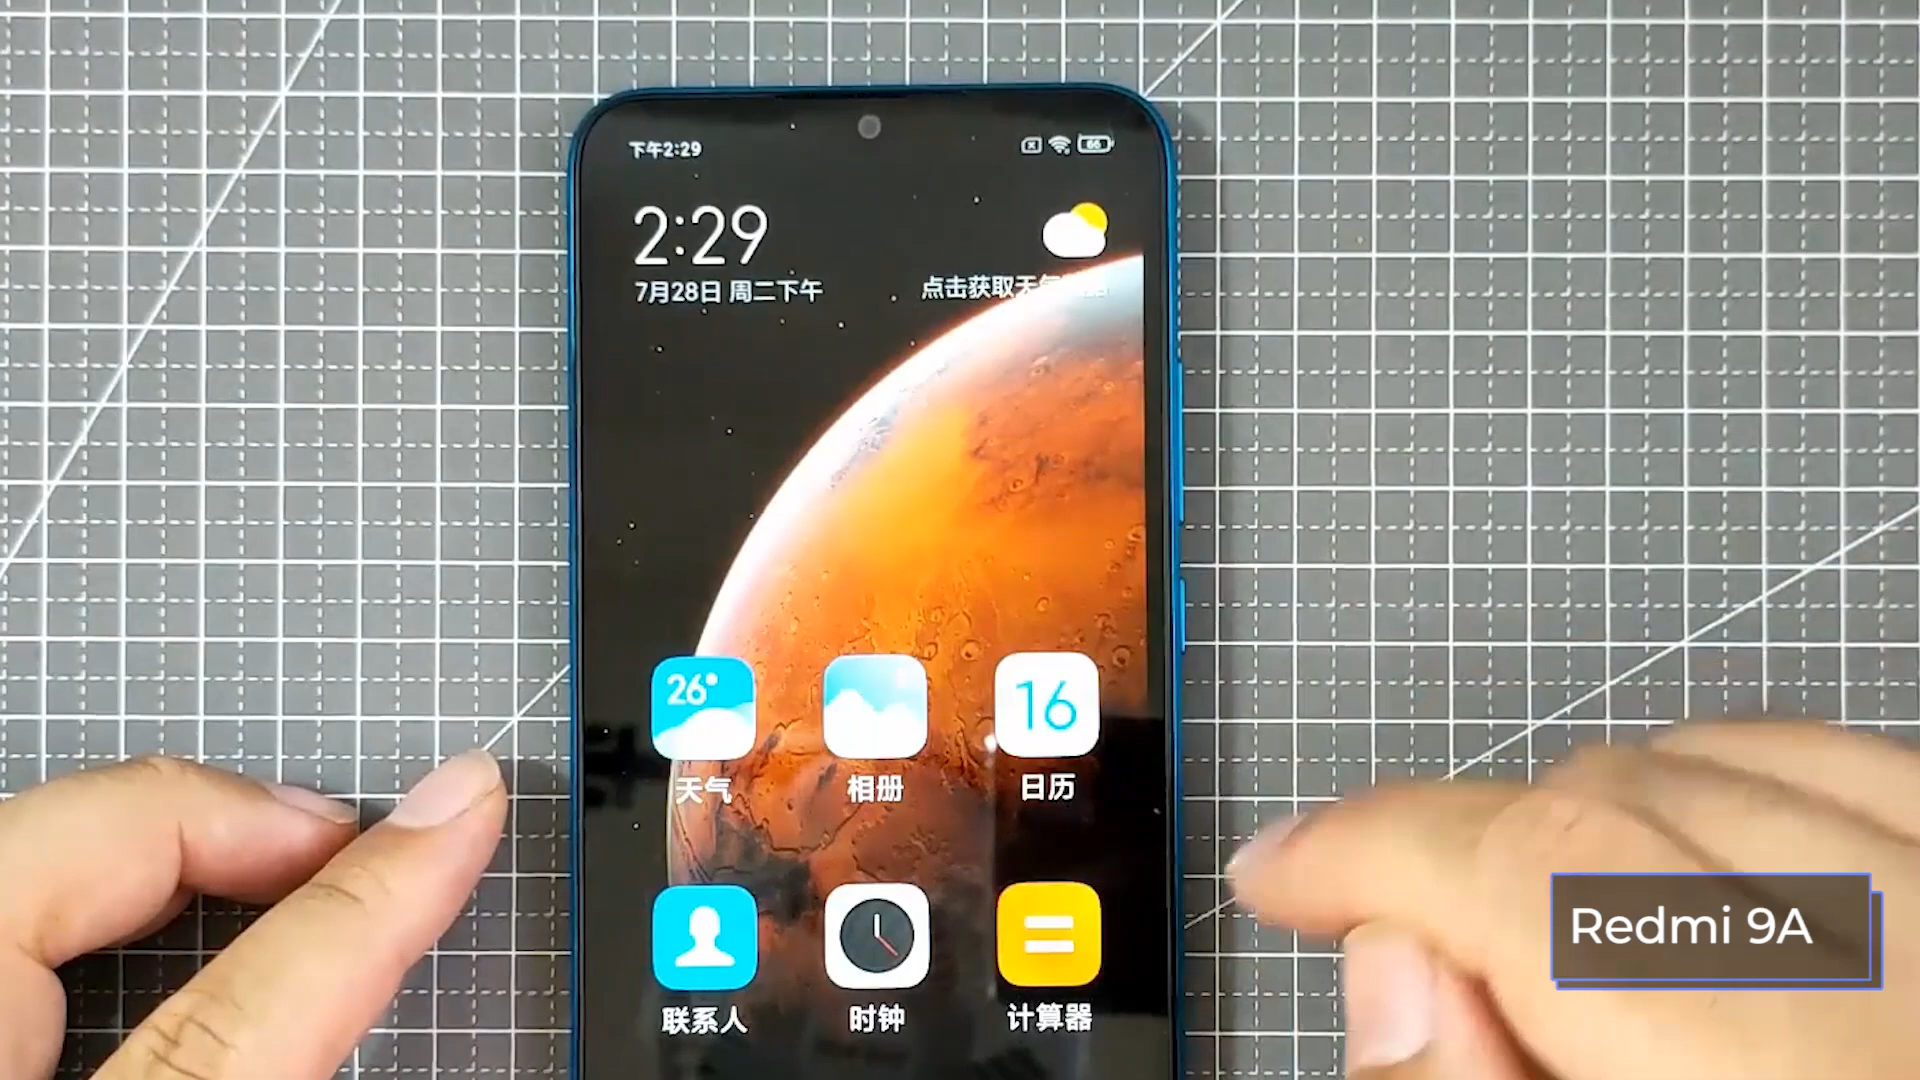 下午2:29
66
2:29
7月28日 周二下午
点击获取天气
26°
16
天气
相册
日历
联系人
时钟
计算器
Redmi 9A